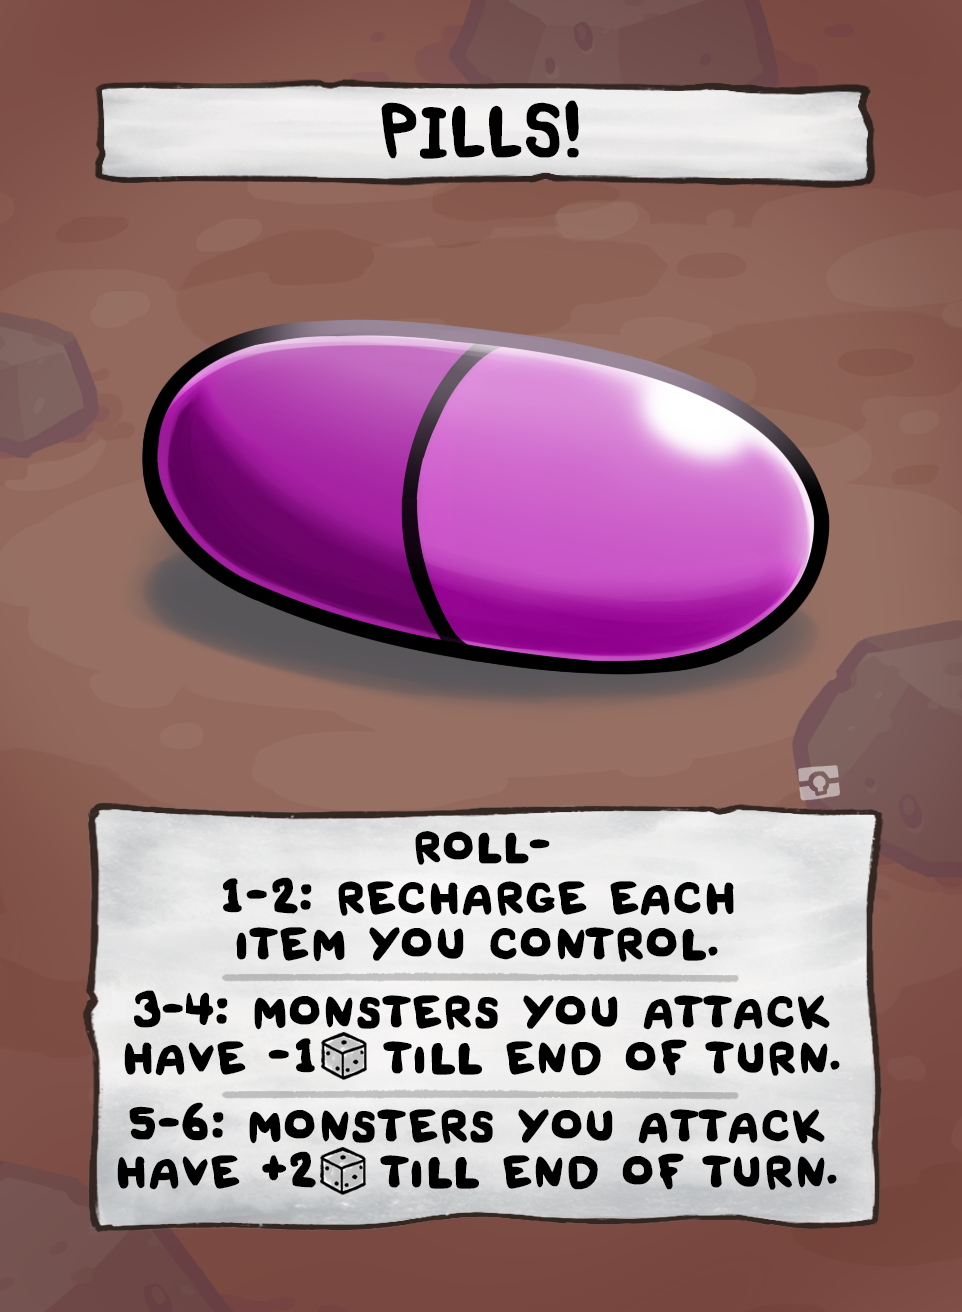 PILLS!
ROLL-
1-2: RECHARGE EACH
ITEM YOU CONTROL.
3-4: MONSTERS YOU ATTACK
HAVE -1 TILL END OF TURN.
5-6: MONSTERS YOU ATTACK
HAVE +2 TILL END OF TURN.